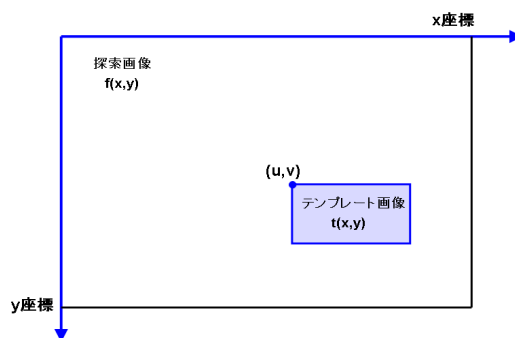 x座標
探索画像
f(x,y)
(u,v)
テンプレート画像
t(x,y)
y座標